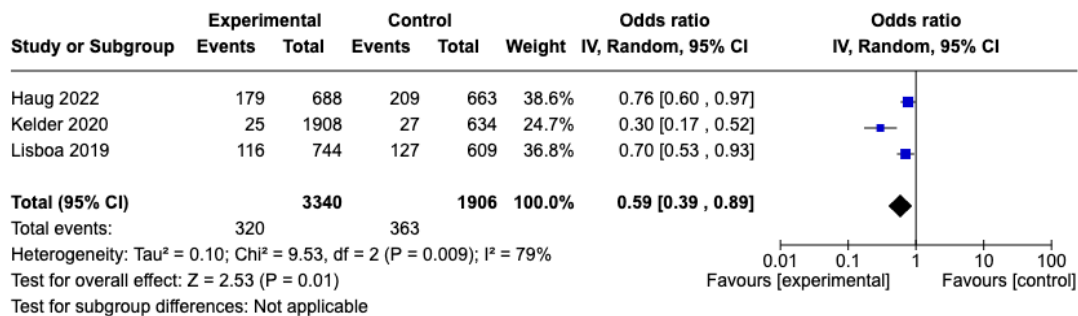 Experimental Control Odds ratio Odds ratio
Study or Subgroup Events Total Events Total Weight IV, Random, 95% CI IV, Random, 95% CI
Haug 2022 179 688 209 663 38.6% 0.76 [0.60 , 0.97]
Kelder 2020 25 1908 27 634 24.7% 0.30 [0.17 , 0.52]
Lisboa 2019 116 744 127 609 36.8% 0.70 [0.53 , 0.93]
Total (95% CI) 3340 1906 100.0% 0.59 [0.39 , 0.89]
Total events: 320 363
Heterogeneity: Tau² = 0.10; Chi² = 9.53, df = 2 (P = 0.009); I² = 79%
0.01 0.1 1 10 100
Test for overall effect: Z = 2.53 (P = 0.01)
Favours [experimental] Favours [control]
Test for subgroup differences: Not applicable